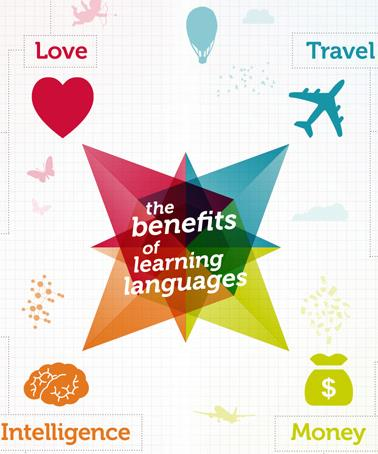 Love
Travel
the
benefits
of
learning
languages
$
Intelligence
Money